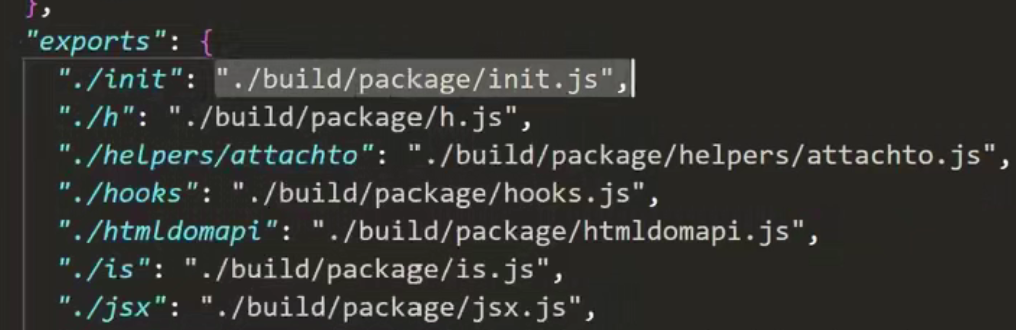 },
"exports": {
"./init": "./build/package/init.js",
"./h": "./build/package/h.js",
"./helpers/attachto": "./build/package/helpers/attachto.js",
"./hooks": "./build/package/hooks.js",
"./htmldomapi": "./build/package/htmldomapi.js",
"./is": "./build/package/is.js",
"./jsx": "./build/package/jsx.js",